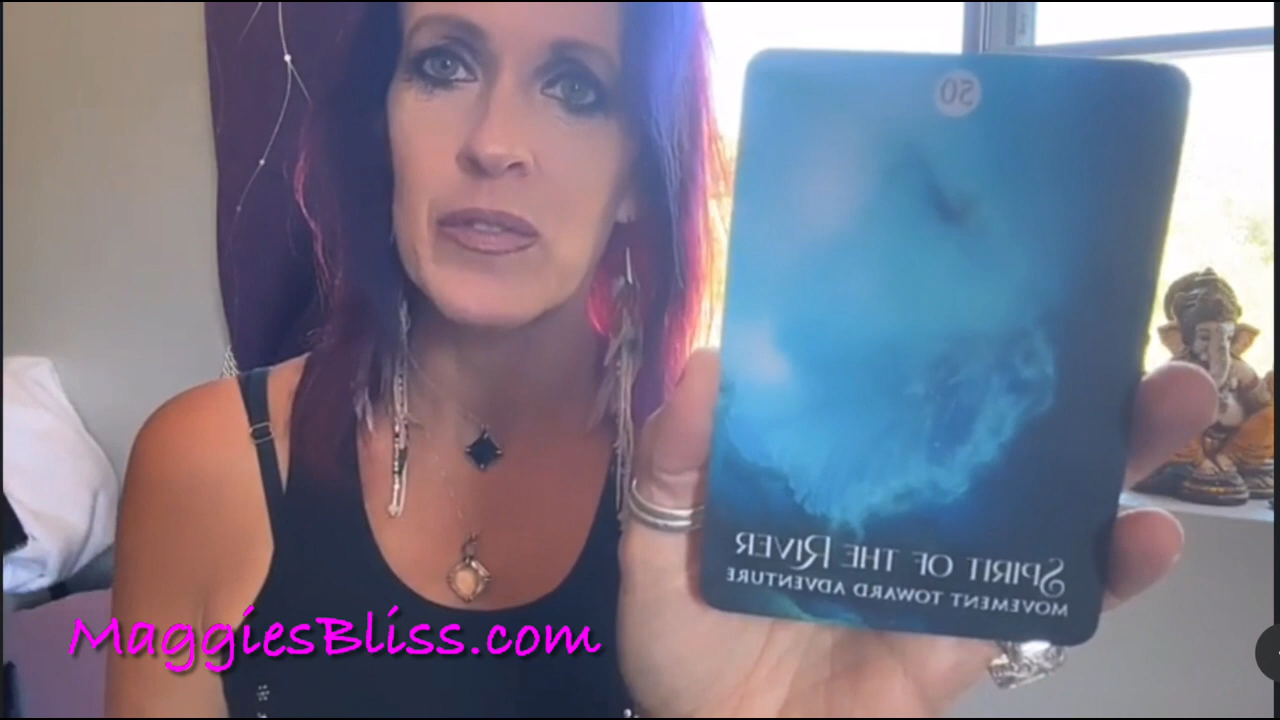 50
SPIRIT OF THE RIVER
MOVEMENT TOWARD ADVENTURE
MaggiesBliss.com